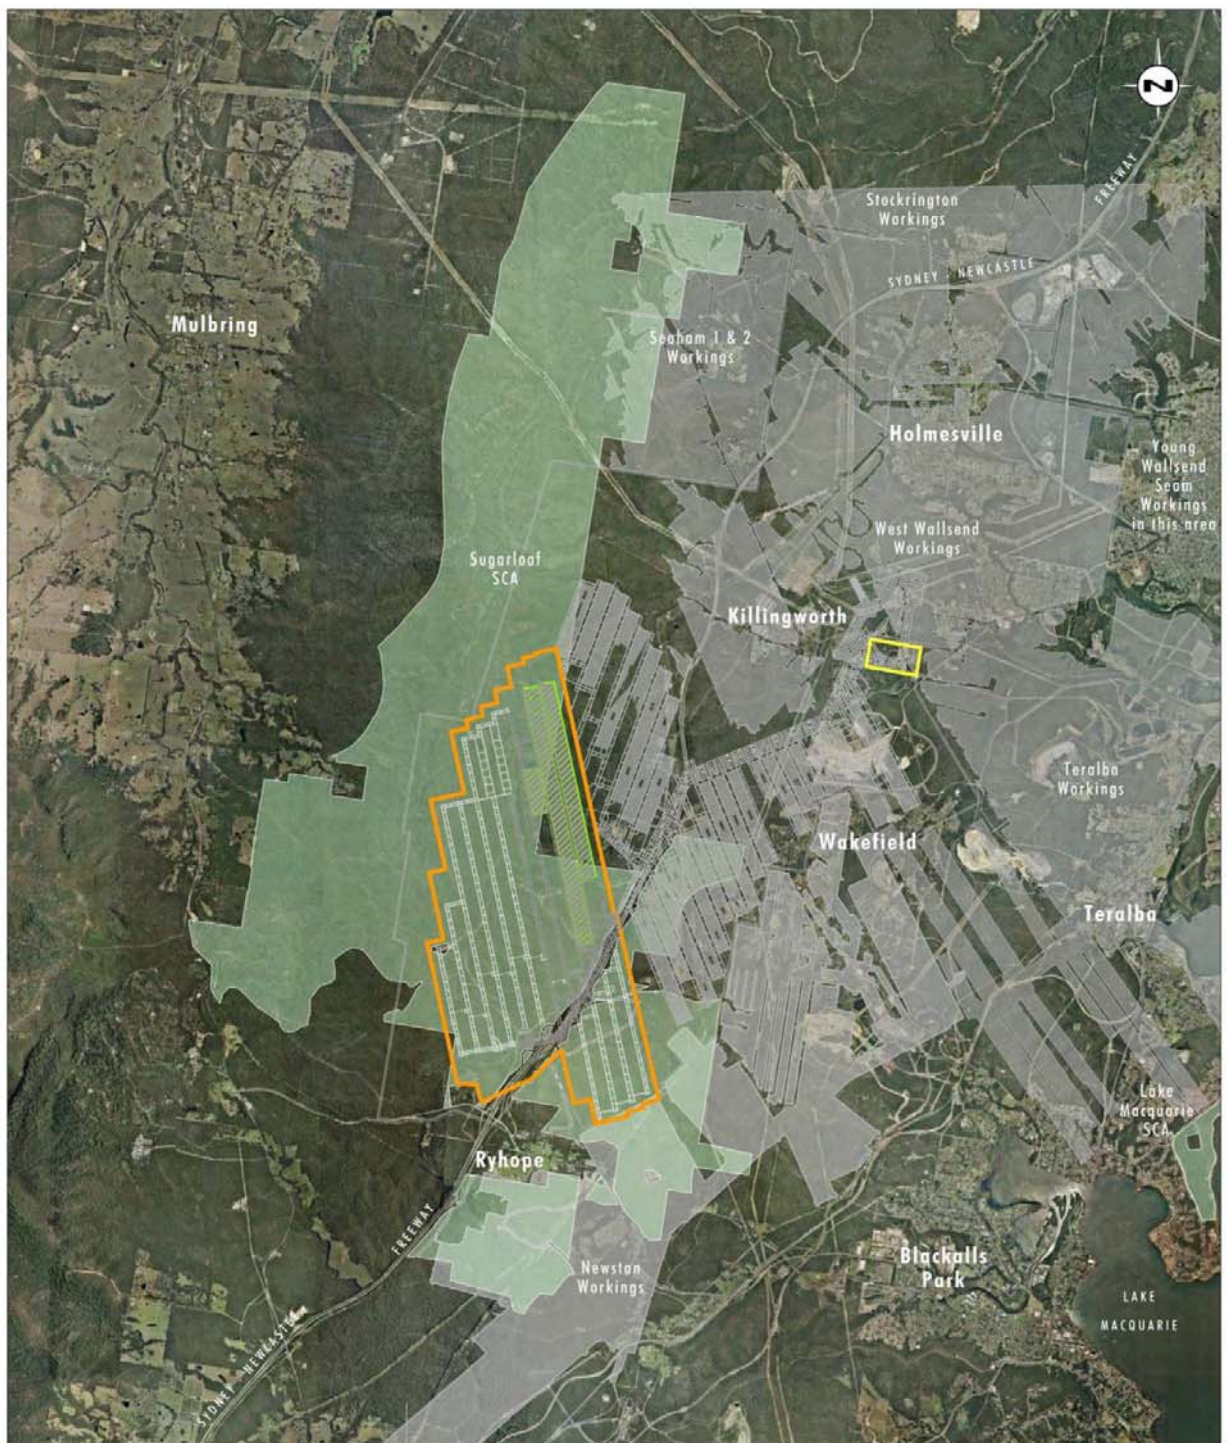 N
FREEWAY
Stockrington
Workings
SYDNEY NEWCASTLE
Mulbring
Seaham 1 & 2
Workings
Holmesville
Young
Wallsend
Seam
Workings
in this area
West Wallsend
Workings
Sugarloaf
SCA
Killingworth
Teralba
Workings
Wakefield
Teralba
Lake
Macquarie
SCA
Ryhope
FREEWAY
Blackalls
Park
Newstan
Workings
LAKE
MACQUARIE
SYDNEY NEWCASTLE